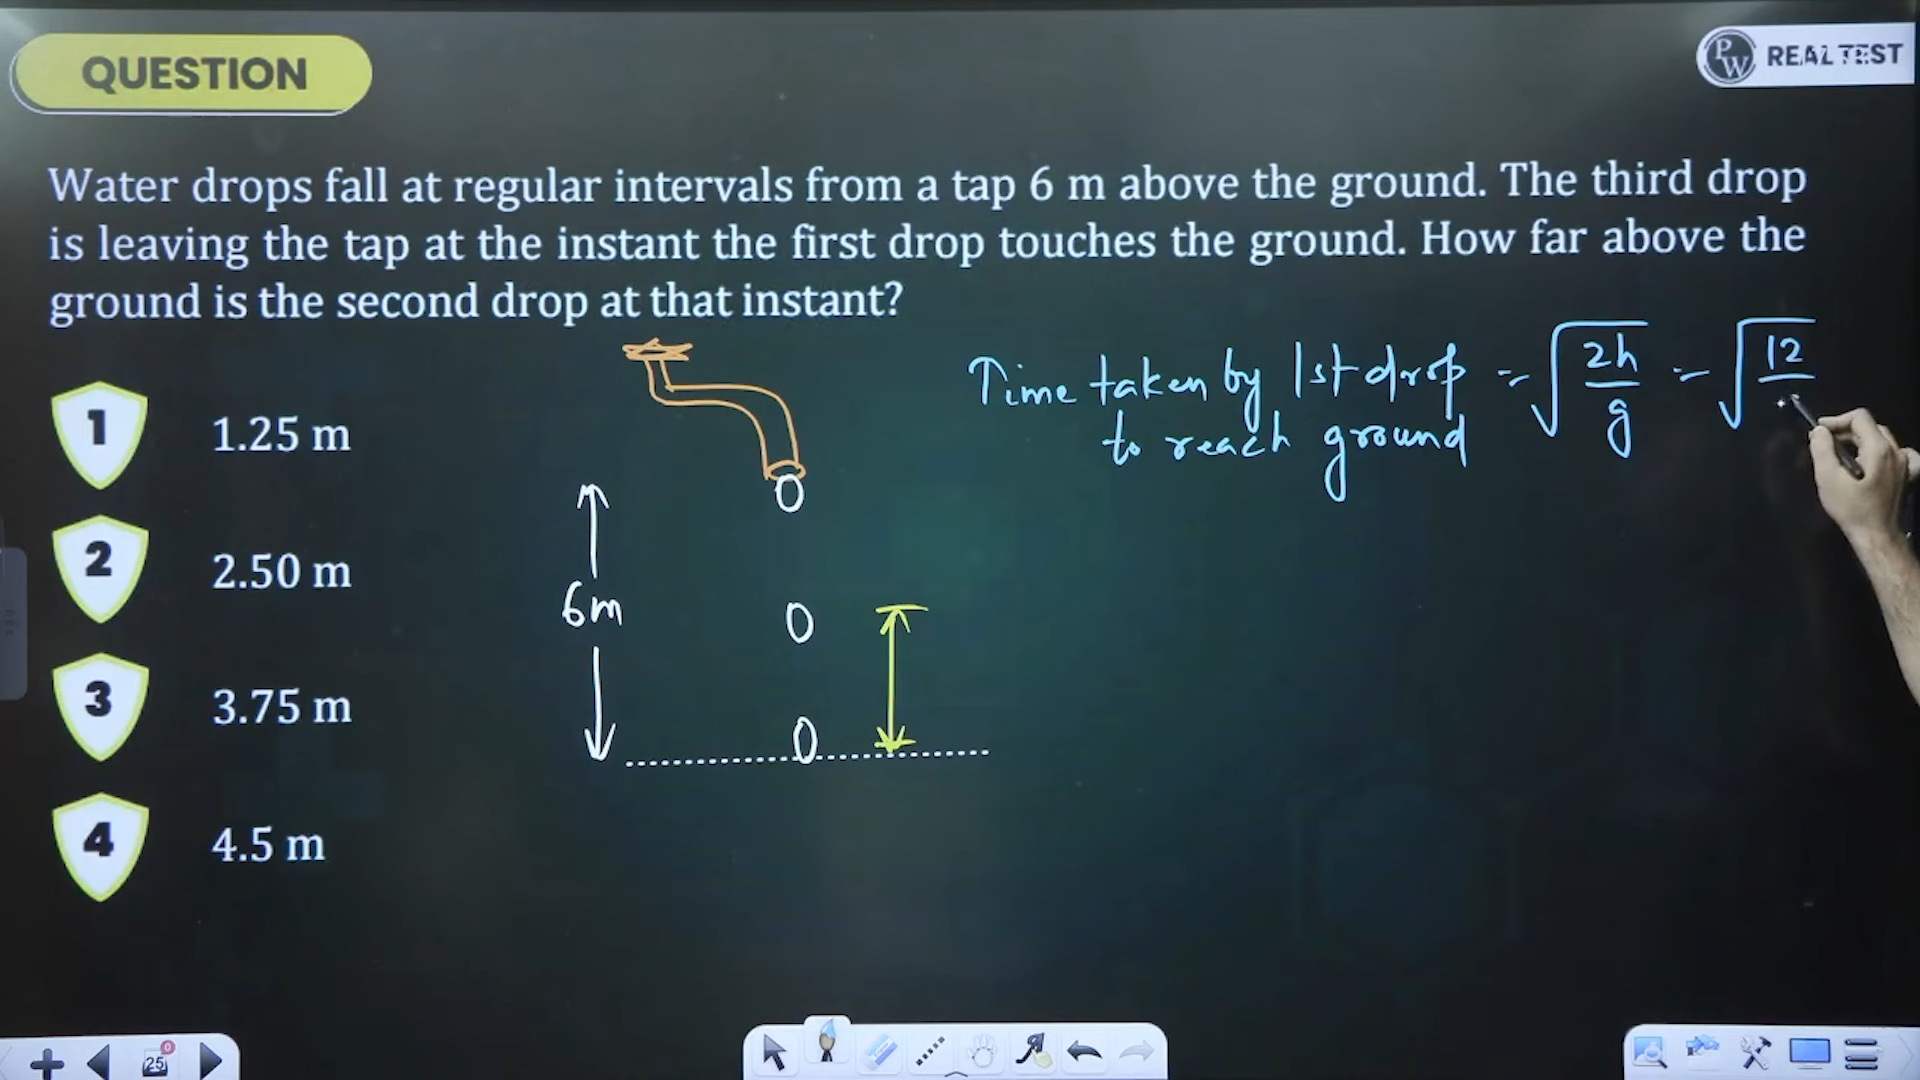 QUESTION
PW REAL TEST
Water drops fall at regular intervals from a tap 6 m above the ground. The third drop
is leaving the tap at the instant the first drop touches the ground. How far above the
ground is the second drop at that instant?
1 1.25 m
2 2.50 m
3 3.75 m
4 4.5 m
6m
Time taken by 1st drop = √2h/g = √12
to reach ground
25
0